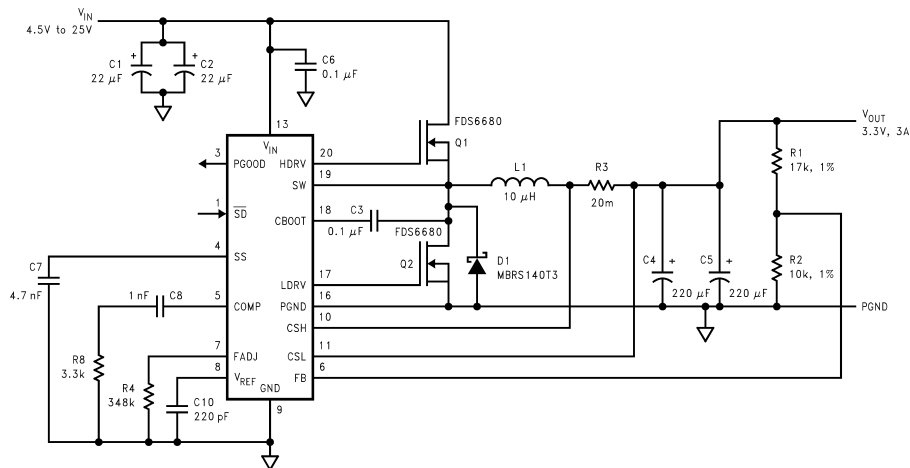 V_IN
4.5V to 25V
C1
22 μF
+
+
C2
22 μF
C6
0.1 μF
13
V_IN
3
PGOOD
HDRV
20
FDS6680
Q1
19
SW
L1
10 μH
R3
20m
V_OUT
3.3V, 3A
R1
17k, 1%
1
SD
CBOOT
18
C3
0.1 μF
FDS6680
Q2
D1
MBRS140T3
C4
+
220 μF
C5
+
220 μF
R2
10k, 1%
4
SS
C7
4.7 nF
17
LDRV
16
PGND
PGND
1 nF
C8
5
COMP
10
CSH
7
FADJ
11
CSL
R8
3.3k
8
V_REF
6
FB
R4
348k
C10
220 pF
GND
9